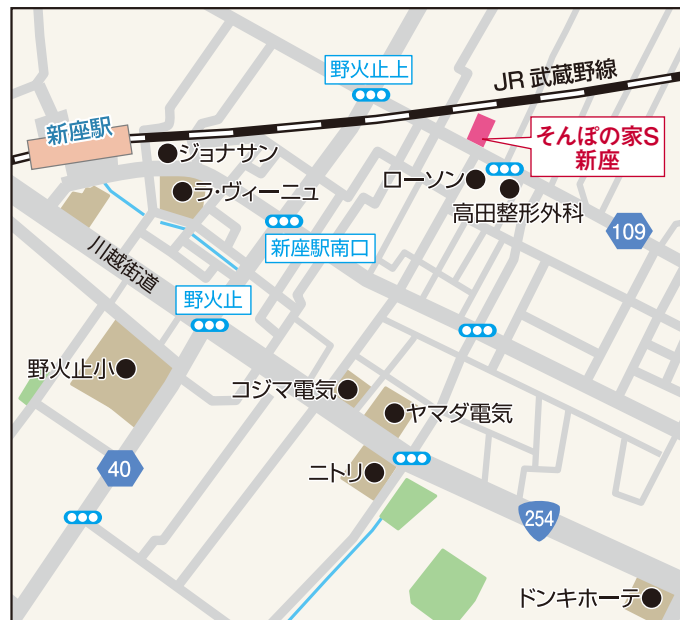 野火止上
JR 武蔵野線
新座駅
ジョナサン
そんぽの家S
新座
ローソン
ラ・ヴィーニュ
高田整形外科
109
新座駅南口
川越街道
野火止
野火止小
コジマ電気
ヤマダ電気
40
ニトリ
254
ドンキホーテ